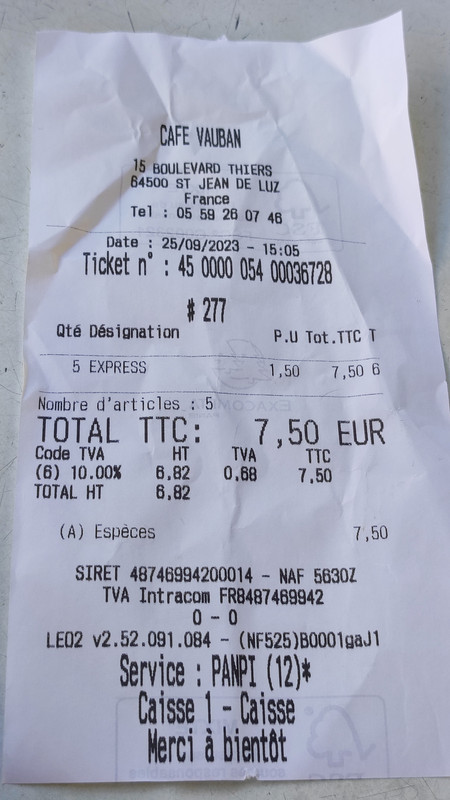 CAFE VAUBAN
15 BOULEVARD THIERS
64500 ST JEAN DE LUZ
France
Tel : 05 59 26 07 46
Date : 25/09/2023 - 15:05
Ticket n° : 45 0000 054 00036728
# 277
Qté Désignation P.U Tot.TTC T
5 EXPRESS 1,50 7,50 6
Nombre d'articles : 5
TOTAL TTC: 7,50 EUR
Code TVA HT TVA TTC
(6) 10.00% 6,82 0,68 7,50
TOTAL HT 6,82
(A) Espèces 7,50
SIRET 48746994200014 - NAF 5630Z
TVA Intracom FR8487469942
0 - 0
LEO2 v2.52.091.084 - (NF525)B0001gaJ1
Service : PANPI (12)*
Caisse 1 - Caisse
Merci à bientôt